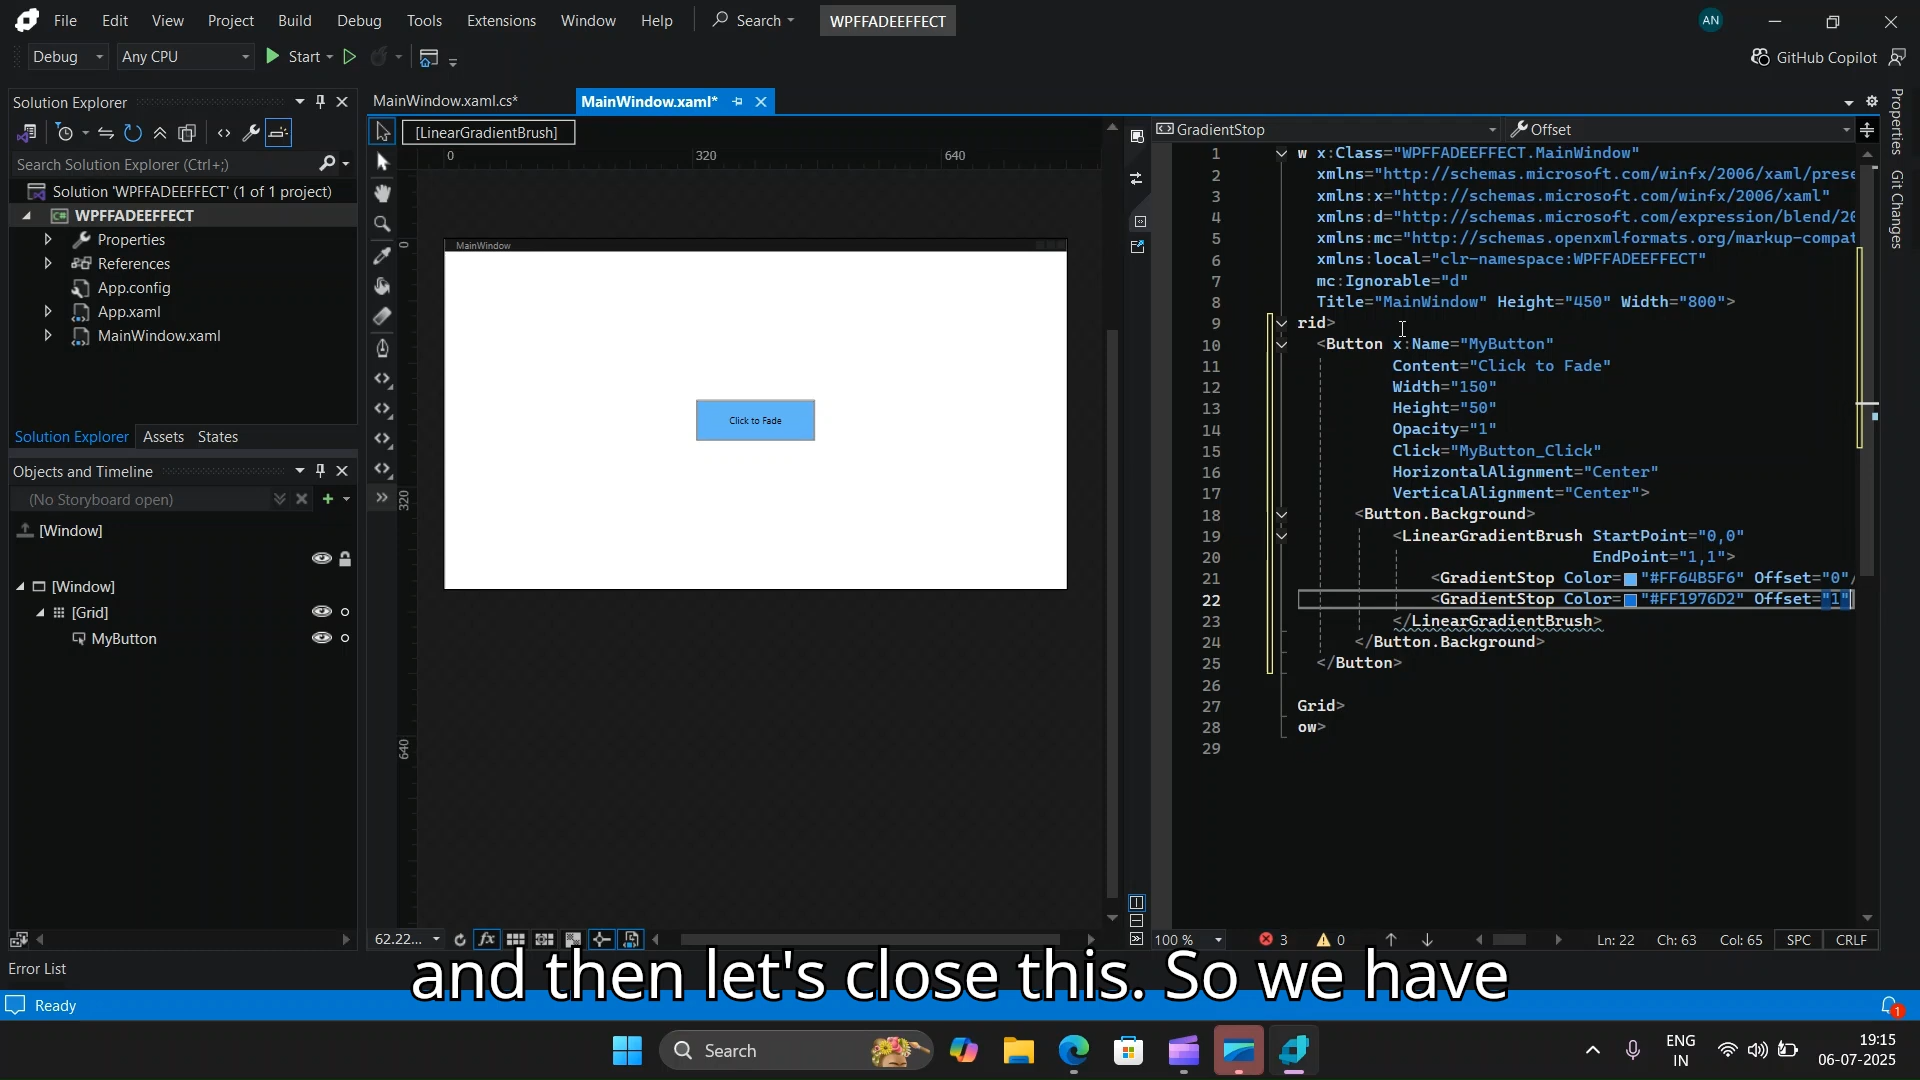 File Edit View Project Build Debug Tools Extensions Window Help Search WPFFADEEFFECT AN
Debug Any CPU Start GitHub Copilot
Solution Explorer
Search Solution Explorer (Ctrl+;)
Solution 'WPFFADEEFFECT' (1 of 1 project)
WPFFADEEFFECT
Properties
References
App.config
App.xaml
MainWindow.xaml
Solution Explorer Assets States
Objects and Timeline
(No Storyboard open)
[Window]
[Window]
[Grid]
MyButton
MainWindow.xaml.cs* MainWindow.xaml*
[LinearGradientBrush]
0 320 640
0
320
640
MainWindow
Click to Fade
62.22...
GradientStop Offset
1 w x:Class="WPFFADEEFFECT.MainWindow"
2 xmlns="http://schemas.microsoft.com/winfx/2006/xaml/prese
3 xmlns:x="http://schemas.microsoft.com/winfx/2006/xaml"
4 xmlns:d="http://schemas.microsoft.com/expression/blend/20
5 xmlns:mc="http://schemas.openxmlformats.org/markup-compat
6 xmlns:local="clr-namespace:WPFFADEEFFECT"
7 mc:Ignorable="d"
8 Title="MainWindow" Height="450" Width="800">
9 rid>
10 <Button x:Name="MyButton"
11 Content="Click to Fade"
12 Width="150"
13 Height="50"
14 Opacity="1"
15 Click="MyButton_Click"
16 HorizontalAlignment="Center"
17 VerticalAlignment="Center">
18 <Button.Background>
19 <LinearGradientBrush StartPoint="0,0"
20 EndPoint="1,1">
21 <GradientStop Color="#FF64B5F6" Offset="0"/
22 <GradientStop Color="#FF1976D2" Offset="1"
23 </LinearGradientBrush>
24 </Button.Background>
25 </Button>
26
27 Grid>
28 ow>
29
100 % 3 0 Ln: 22 Ch: 63 Col: 65 SPC CRLF
Properties
Git Changes
Error List
and then let's close this. So we have
Ready 1
Search
ENG
IN
19:15
06-07-2025